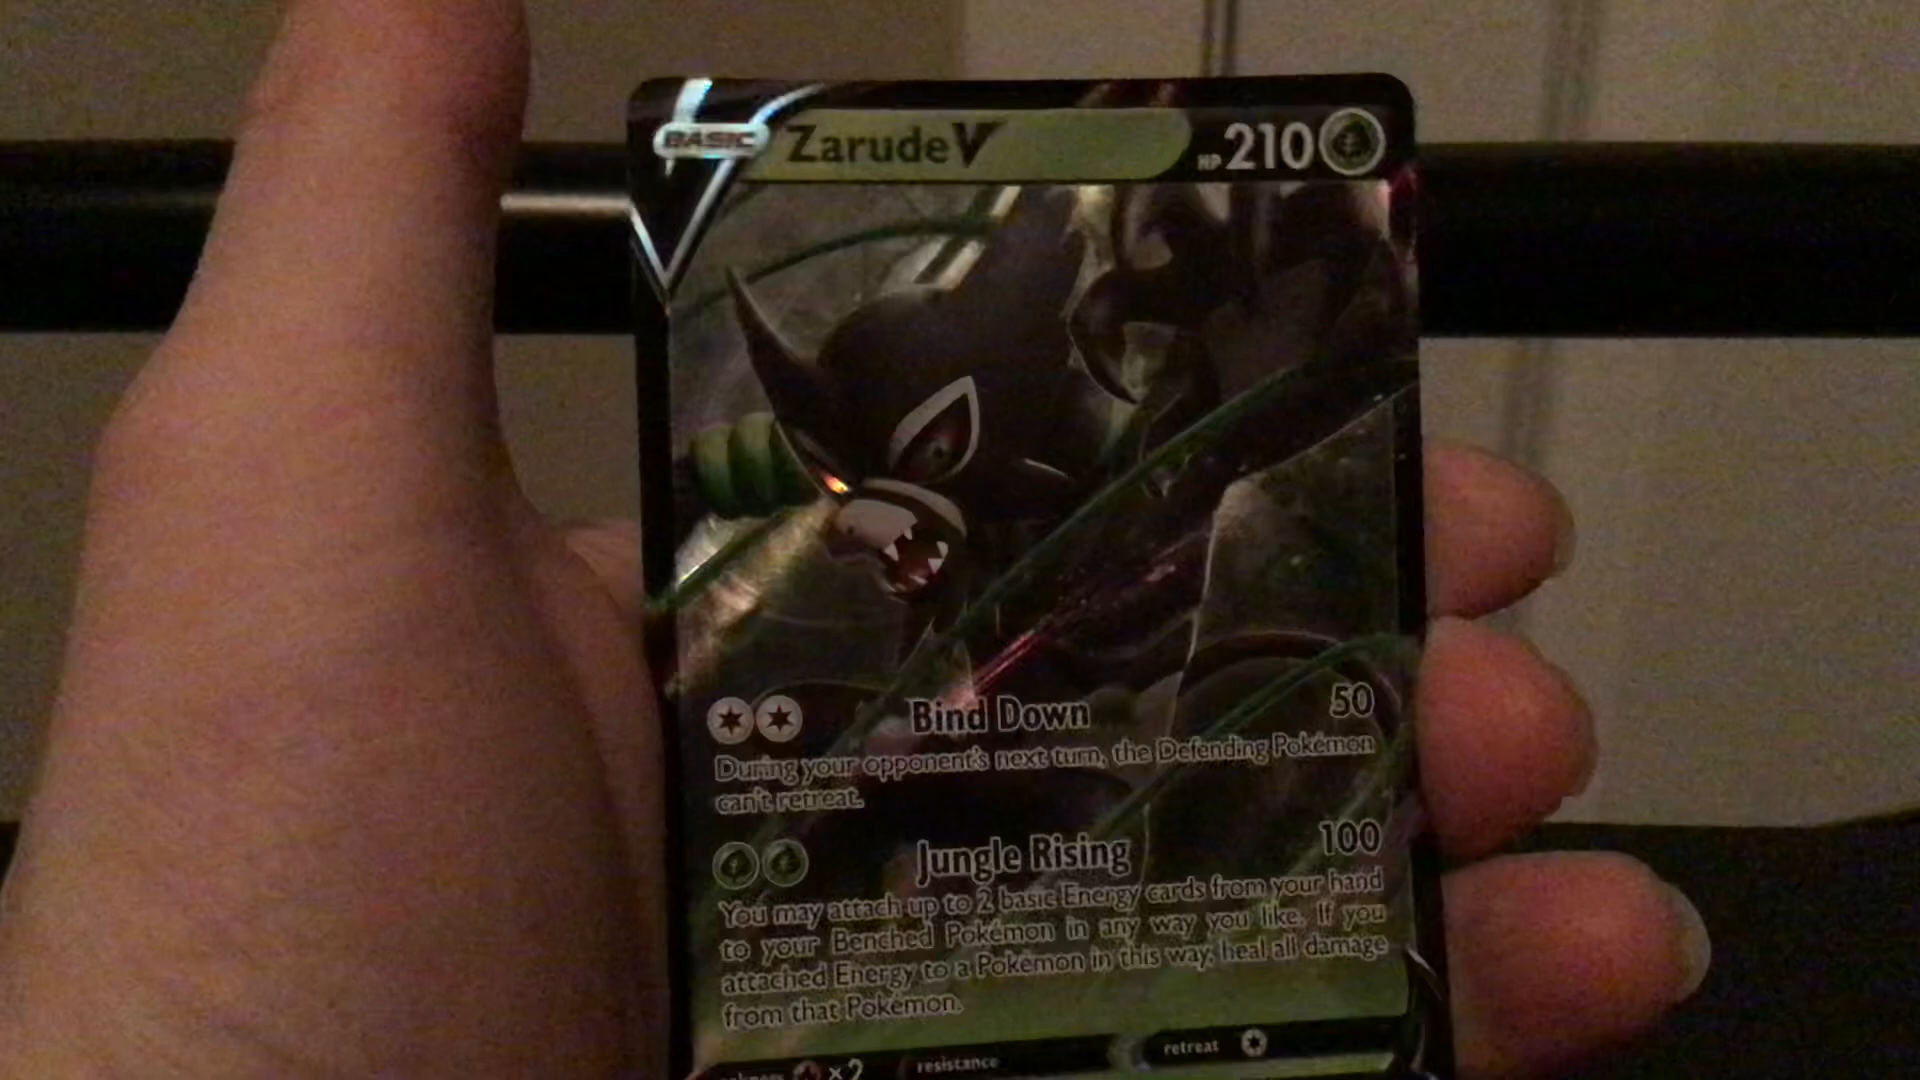 BASIC Zarude V HP 210
Bind Down 50
During your opponent's next turn, the Defending Pokémon
can't retreat.
Jungle Rising 100
You may attach up to 2 basic Energy cards from your hand
to your Benched Pokémon in any way you like. If you
attached Energy to a Pokémon in this way, heal all damage
from that Pokémon.
×2 resistance retreat